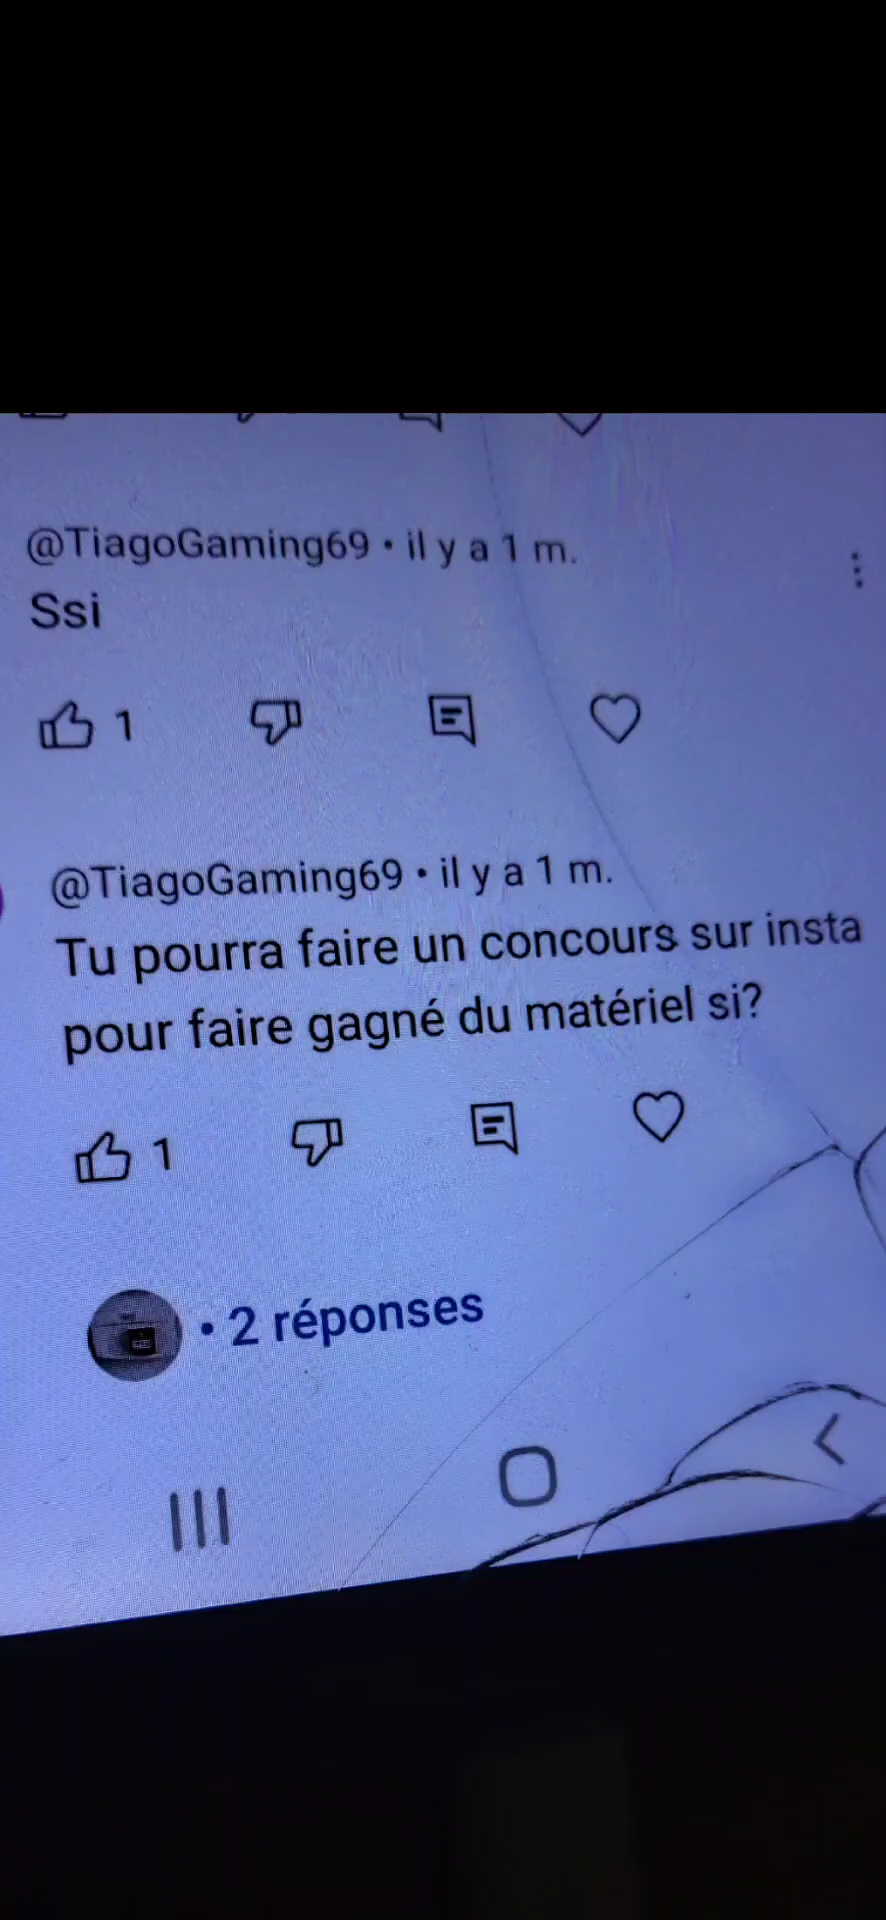 @TiagoGaming69 • il y a 1 m.
Ssi
1
@TiagoGaming69 • il y a 1 m.
Tu pourra faire un concours sur insta
pour faire gagné du matériel si?
1
• 2 réponses